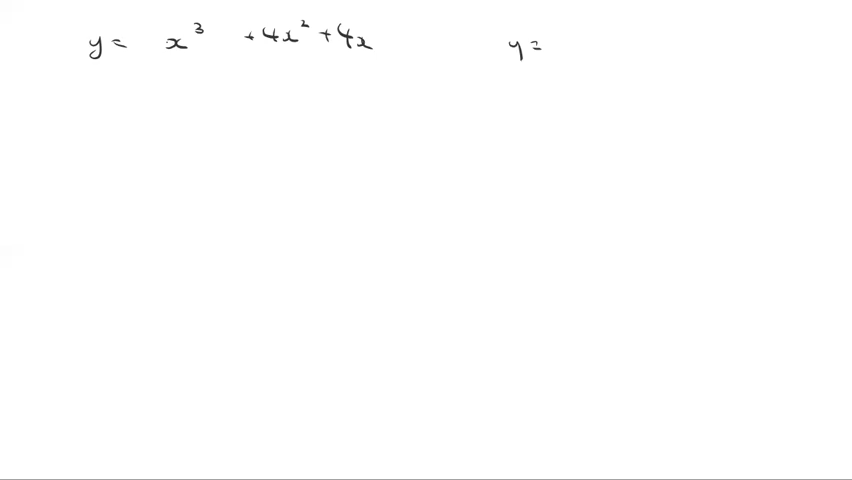 y = x³ + 4x² + 4x y =